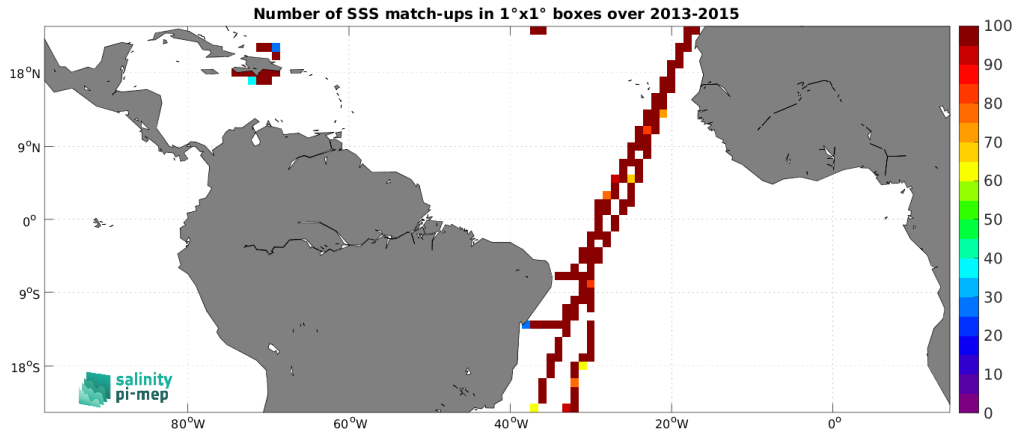 Number of SSS match-ups in 1°x1° boxes over 2013-2015
18°N
9°N
0°
9°S
18°S
80°W
60°W
40°W
20°W
0°
100
90
80
70
60
50
40
30
20
10
0
salinity
pi-mep